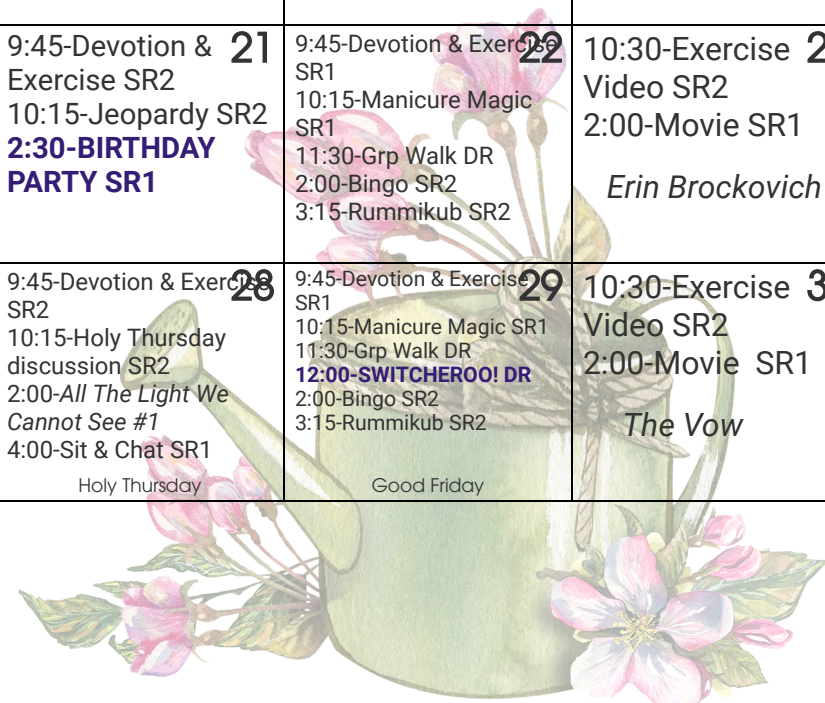 9:45-Devotion & 21
Exercise SR2
10:15-Jeopardy SR2
2:30-BIRTHDAY
PARTY SR1
9:45-Devotion & Exercise 22
SR1
10:15-Manicure Magic
SR1
11:30-Grp Walk DR
2:00-Bingo SR2
3:15-Rummikub SR2
10:30-Exercise 2
Video SR2
2:00-Movie SR1
Erin Brockovich
9:45-Devotion & Exercise 28
SR2
10:15-Holy Thursday
discussion SR2
2:00-All The Light We
Cannot See #1
4:00-Sit & Chat SR1
Holy Thursday
9:45-Devotion & Exercise 29
SR1
10:15-Manicure Magic SR1
11:30-Grp Walk DR
12:00-SWITCHEROO! DR
2:00-Bingo SR2
3:15-Rummikub SR2
Good Friday
10:30-Exercise 3
Video SR2
2:00-Movie SR1
The Vow